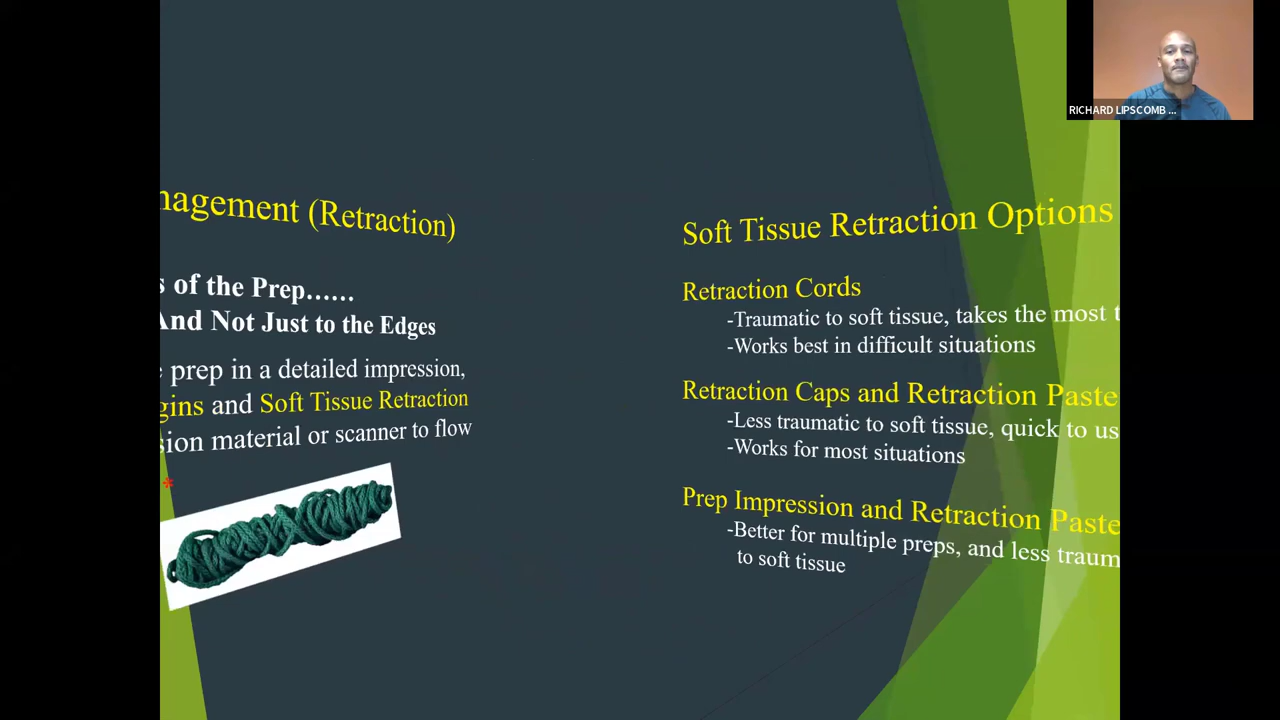 RICHARD LIPSCOMB ...
(Retraction)
s of the Prep......
And Not Just to the Edges
prep in a detailed impression,
and Soft Tissue Retraction
material or scanner to flow
*
Soft Tissue Retraction Options
Retraction Cords
-Traumatic to soft tissue, takes the most t
-Works best in difficult situations
Retraction Caps and Retraction Paste
-Less traumatic to soft tissue, quick to us
-Works for most situations
Prep Impression and Retraction Paste
-Better for multiple preps, and less traum
to soft tissue